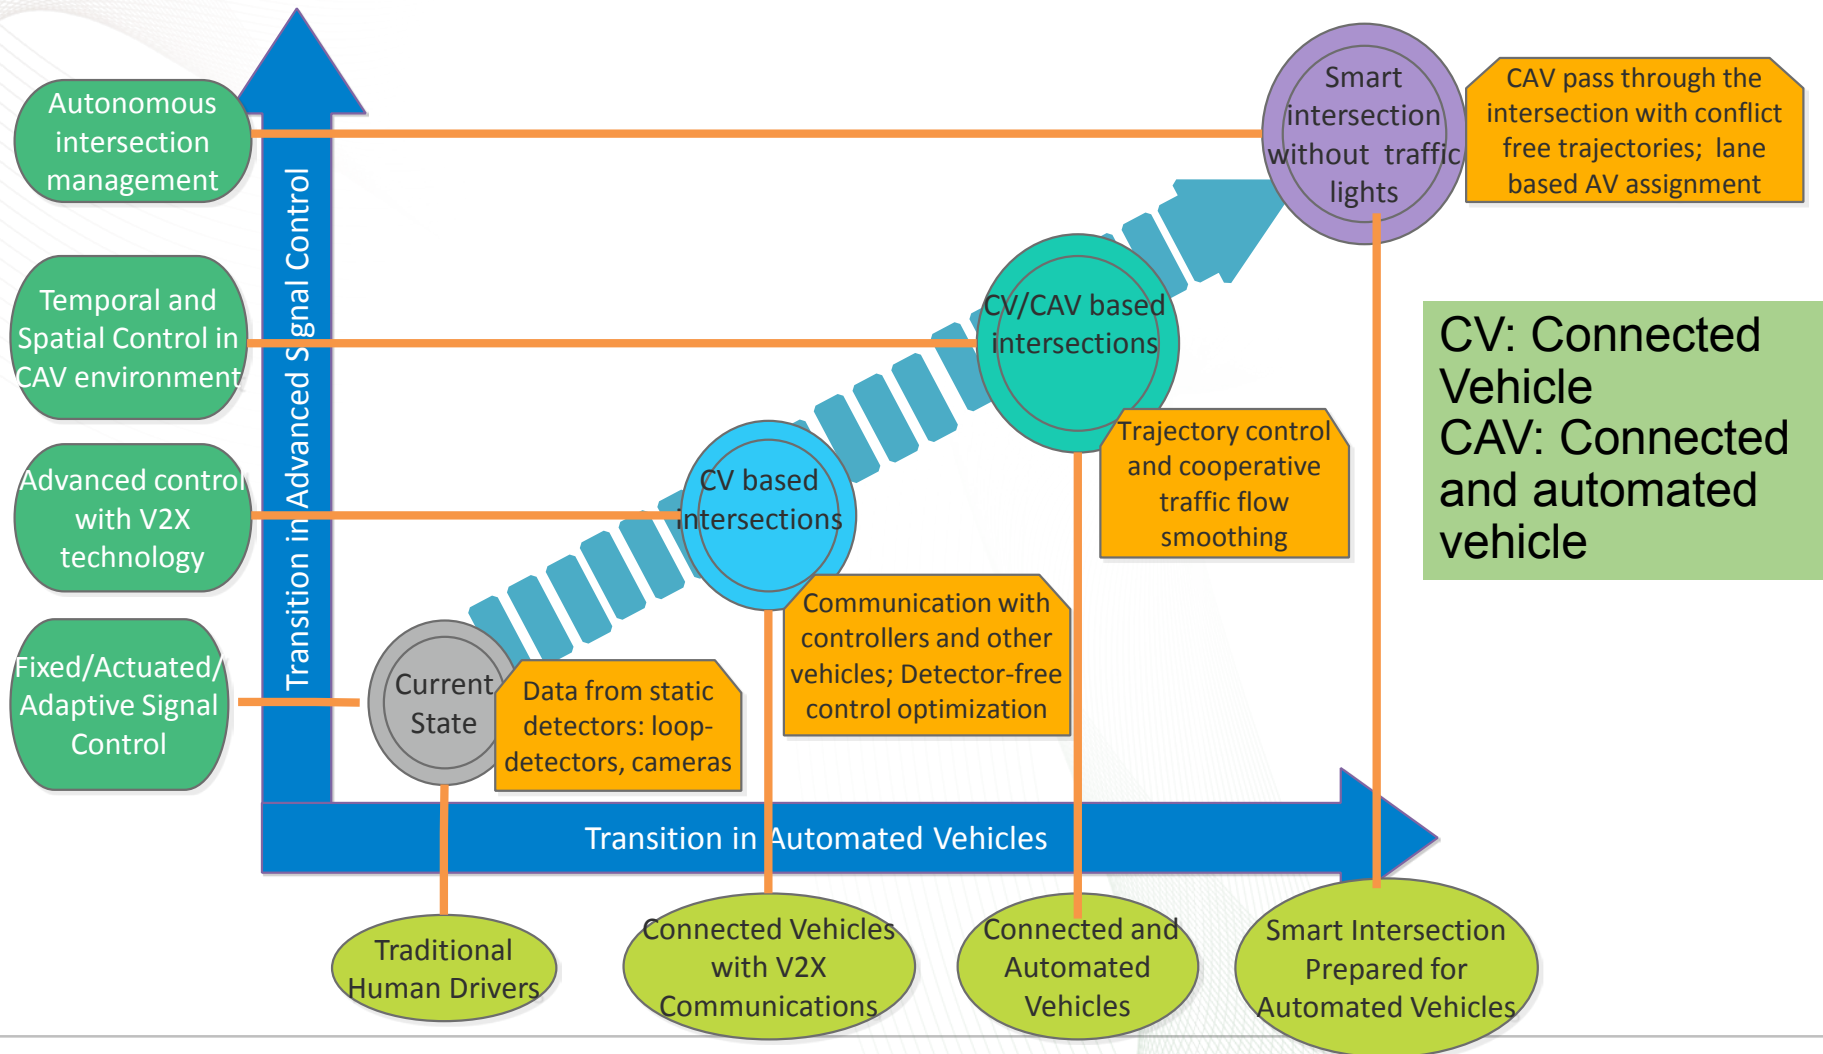 Autonomous
intersection
management
Temporal and
Spatial Control in
CAV environment
Advanced control
with V2X
technology
Fixed/Actuated/
Adaptive Signal
Control
Transition in Advanced Signal Control
Smart
intersection
without traffic
lights
CAV pass through the
intersection with conflict
free trajectories; lane
based AV assignment
CV/CAV based
intersections
Trajectory control
and cooperative
traffic flow
smoothing
CV: Connected
Vehicle
CAV: Connected
and automated
vehicle
CV based
intersections
Communication with
controllers and other
vehicles; Detector-free
control optimization
Current
State
Data from static
detectors: loop-
detectors, cameras
Transition in Automated Vehicles
Traditional
Human Drivers
Connected Vehicles
with V2X
Communications
Connected and
Automated
Vehicles
Smart Intersection
Prepared for
Automated Vehicles